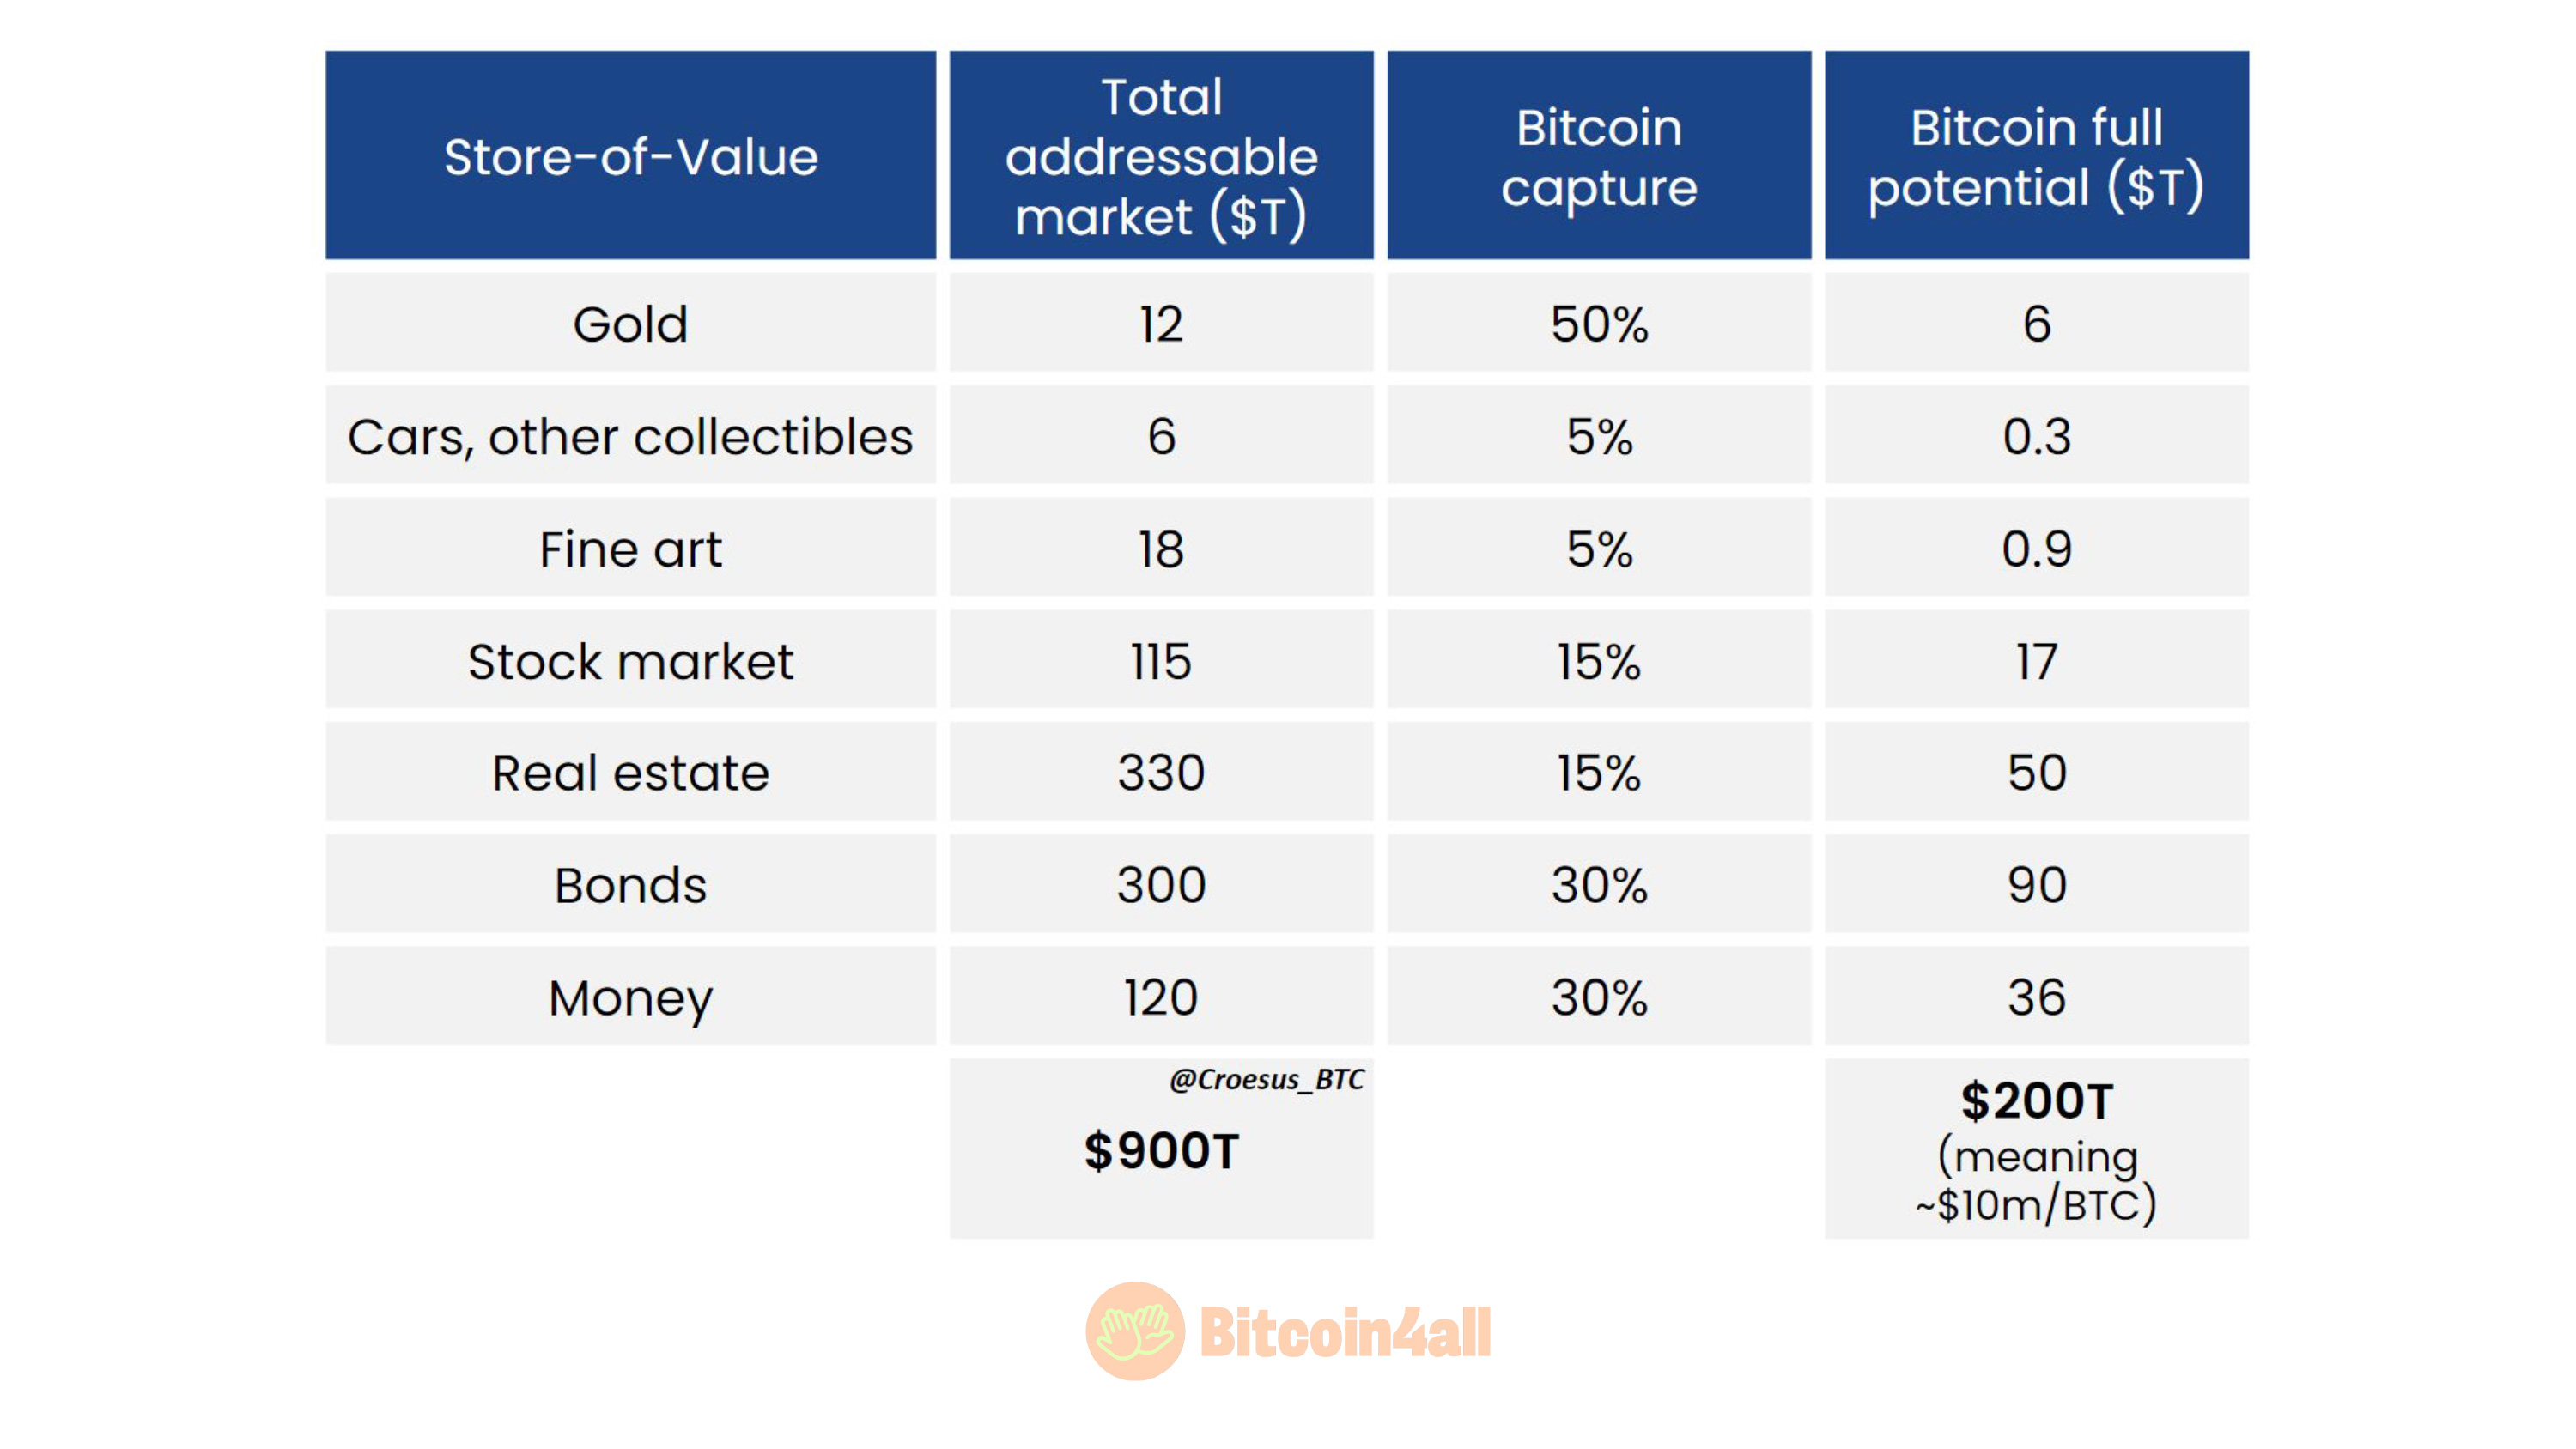 Store-of-Value
Total
addressable
market ($T)
Bitcoin
capture
Bitcoin full
potential ($T)
Gold
12
50%
6
Cars, other collectibles
6
5%
0.3
Fine art
18
5%
0.9
Stock market
115
15%
17
Real estate
330
15%
50
Bonds
300
30%
90
Money
120
30%
36
@Croesus_BTC
$900T
$200T
(meaning
~$10m/BTC)
Bitcoin4all